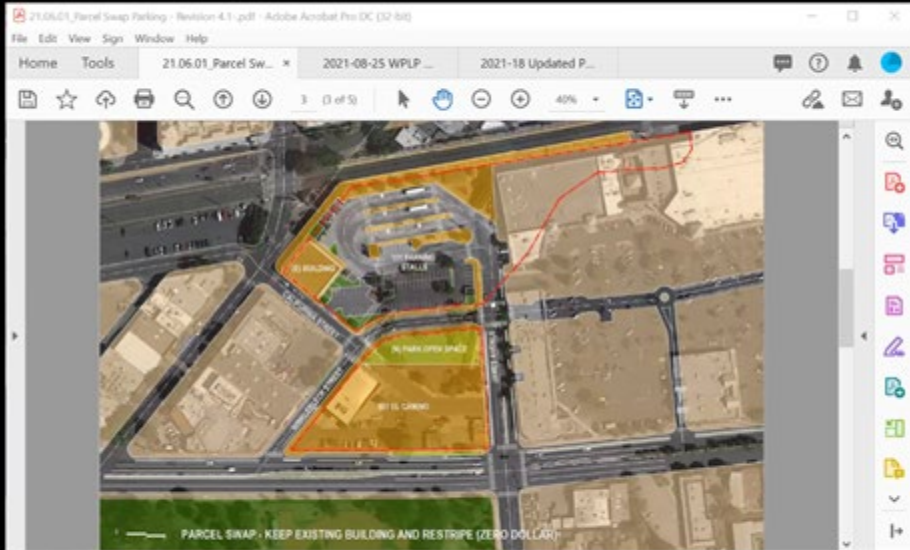 21.06.01_Parcel Swap Parking - Revision 4.1-.pdf - Adobe Acrobat Pro DC (32-bit)
File Edit View Sign Window Help
Home Tools 21.06.01_Parcel Sw... × 2021-08-25 WPLP ... 2021-18 Updated P...
3 (3 of 5) 40%
(E) BUILDING
PARKING
STALLS
CALIFORNIA STREET
(N) PARK OPEN SPACE
EL CAMINO
PARCEL SWAP - KEEP EXISTING BUILDING AND RESTRIPE (ZERO DOLLAR)